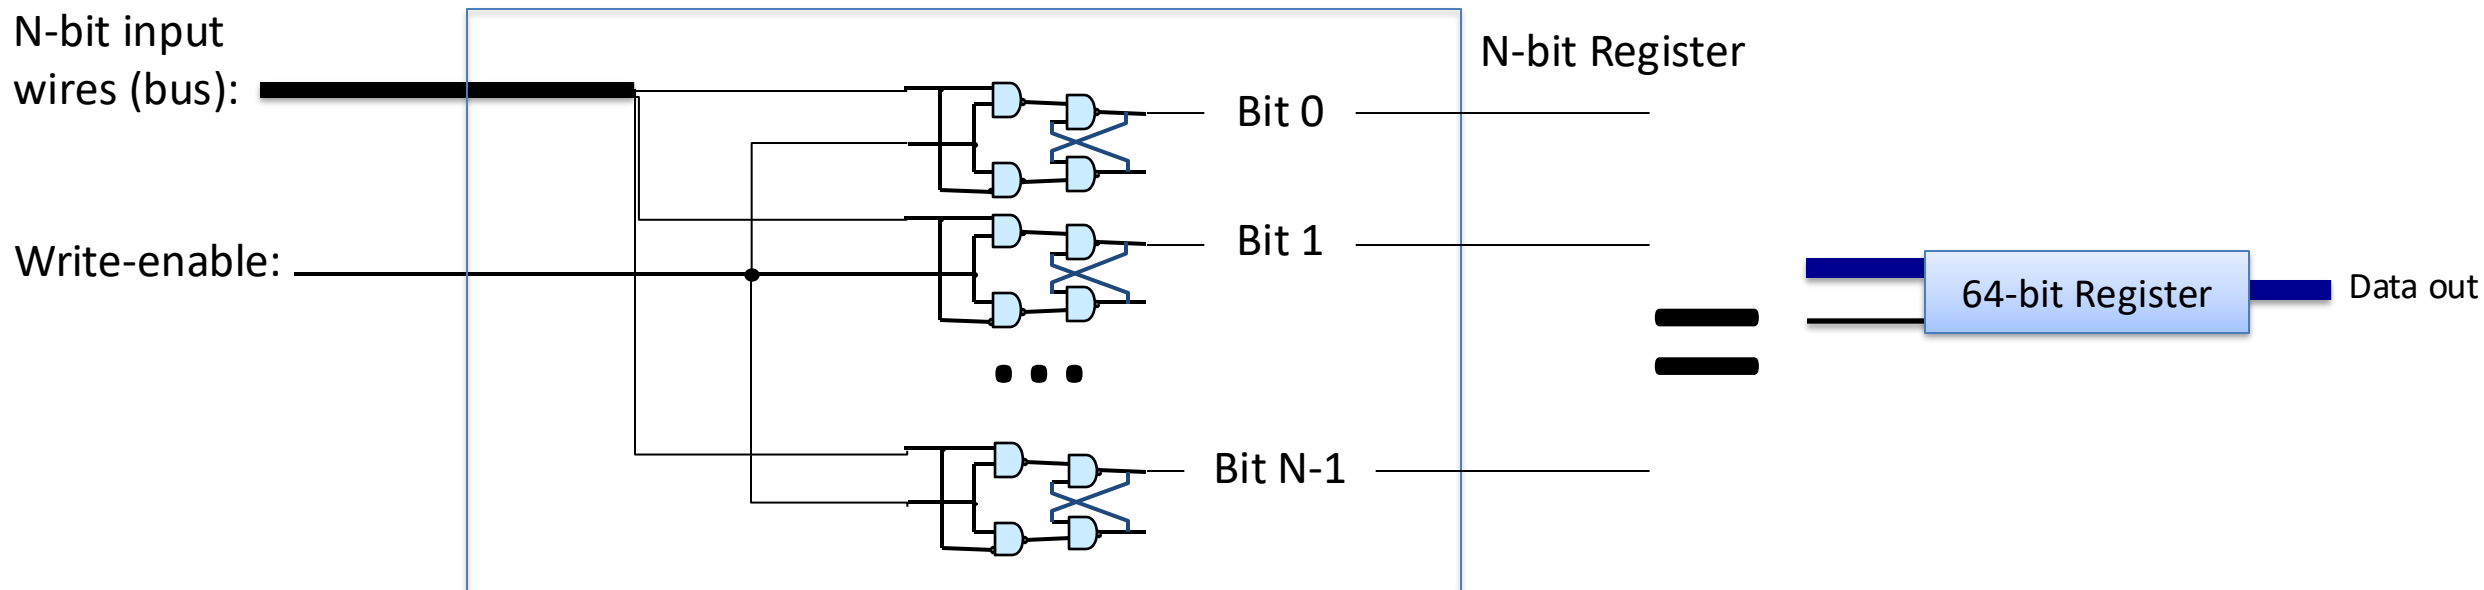 N-bit input
wires (bus):
N-bit Register
Bit 0
Bit 1
Write-enable:
64-bit Register
Data out
Bit N-1